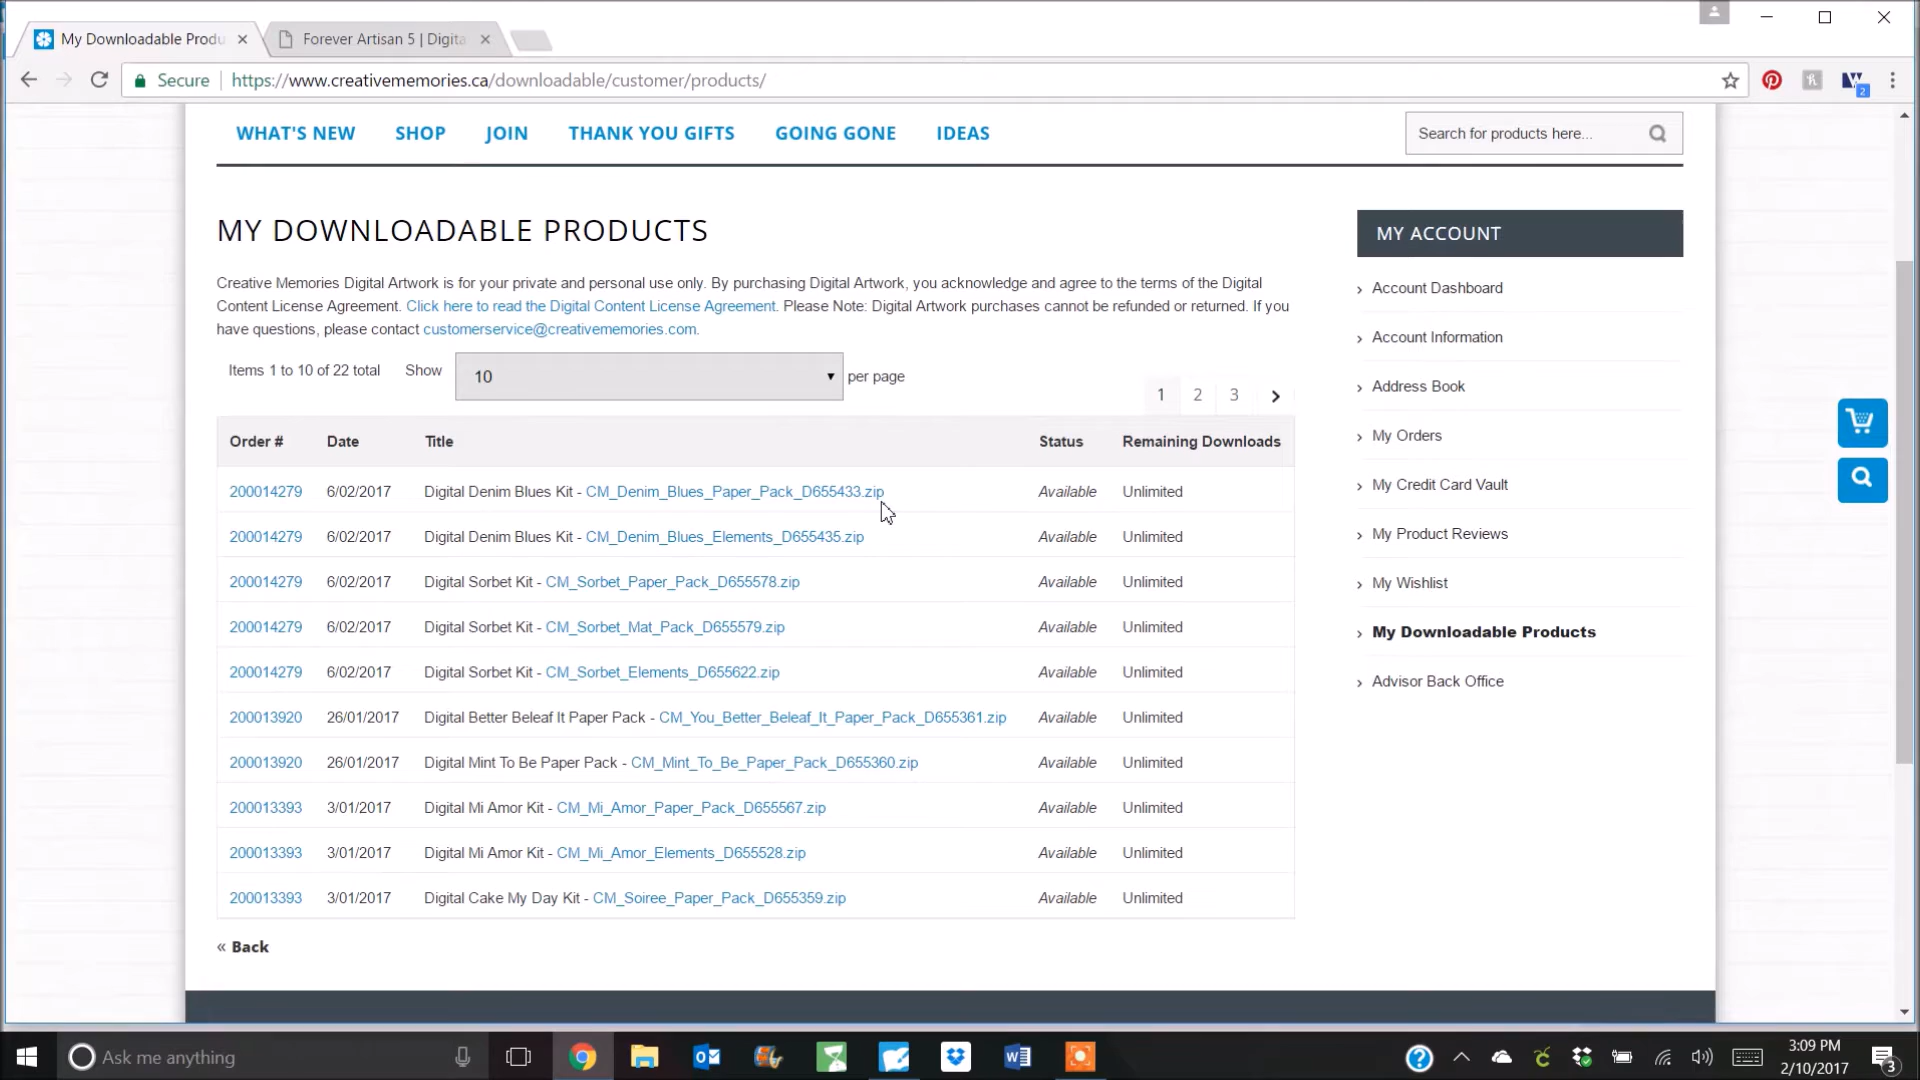 My Downloadable Produ
Forever Artisan 5 | Digita
Secure
https://www.creativememories.ca/downloadable/customer/products/
2
WHAT'S NEW SHOP JOIN THANK YOU GIFTS GOING GONE IDEAS
Search for products here...
MY DOWNLOADABLE PRODUCTS
Creative Memories Digital Artwork is for your private and personal use only. By purchasing Digital Artwork, you acknowledge and agree to the terms of the Digital
Content License Agreement. Click here to read the Digital Content License Agreement. Please Note: Digital Artwork purchases cannot be refunded or returned. If you
have questions, please contact customerservice@creativememories.com.
Items 1 to 10 of 22 total Show 10 per page
1 2 3
Order # Date Title Status Remaining Downloads
200014279 6/02/2017 Digital Denim Blues Kit - CM_Denim_Blues_Paper_Pack_D655433.zip Available Unlimited
200014279 6/02/2017 Digital Denim Blues Kit - CM_Denim_Blues_Elements_D655435.zip Available Unlimited
200014279 6/02/2017 Digital Sorbet Kit - CM_Sorbet_Paper_Pack_D655578.zip Available Unlimited
200014279 6/02/2017 Digital Sorbet Kit - CM_Sorbet_Mat_Pack_D655579.zip Available Unlimited
200014279 6/02/2017 Digital Sorbet Kit - CM_Sorbet_Elements_D655622.zip Available Unlimited
200013920 26/01/2017 Digital Better Beleaf It Paper Pack - CM_You_Better_Beleaf_It_Paper_Pack_D655361.zip Available Unlimited
200013920 26/01/2017 Digital Mint To Be Paper Pack - CM_Mint_To_Be_Paper_Pack_D655360.zip Available Unlimited
200013393 3/01/2017 Digital Mi Amor Kit - CM_Mi_Amor_Paper_Pack_D655567.zip Available Unlimited
200013393 3/01/2017 Digital Mi Amor Kit - CM_Mi_Amor_Elements_D655528.zip Available Unlimited
200013393 3/01/2017 Digital Cake My Day Kit - CM_Soiree_Paper_Pack_D655359.zip Available Unlimited
« Back
MY ACCOUNT
Account Dashboard
Account Information
Address Book
My Orders
My Credit Card Vault
My Product Reviews
My Wishlist
My Downloadable Products
Advisor Back Office
Ask me anything
3:09 PM
2/10/2017
3